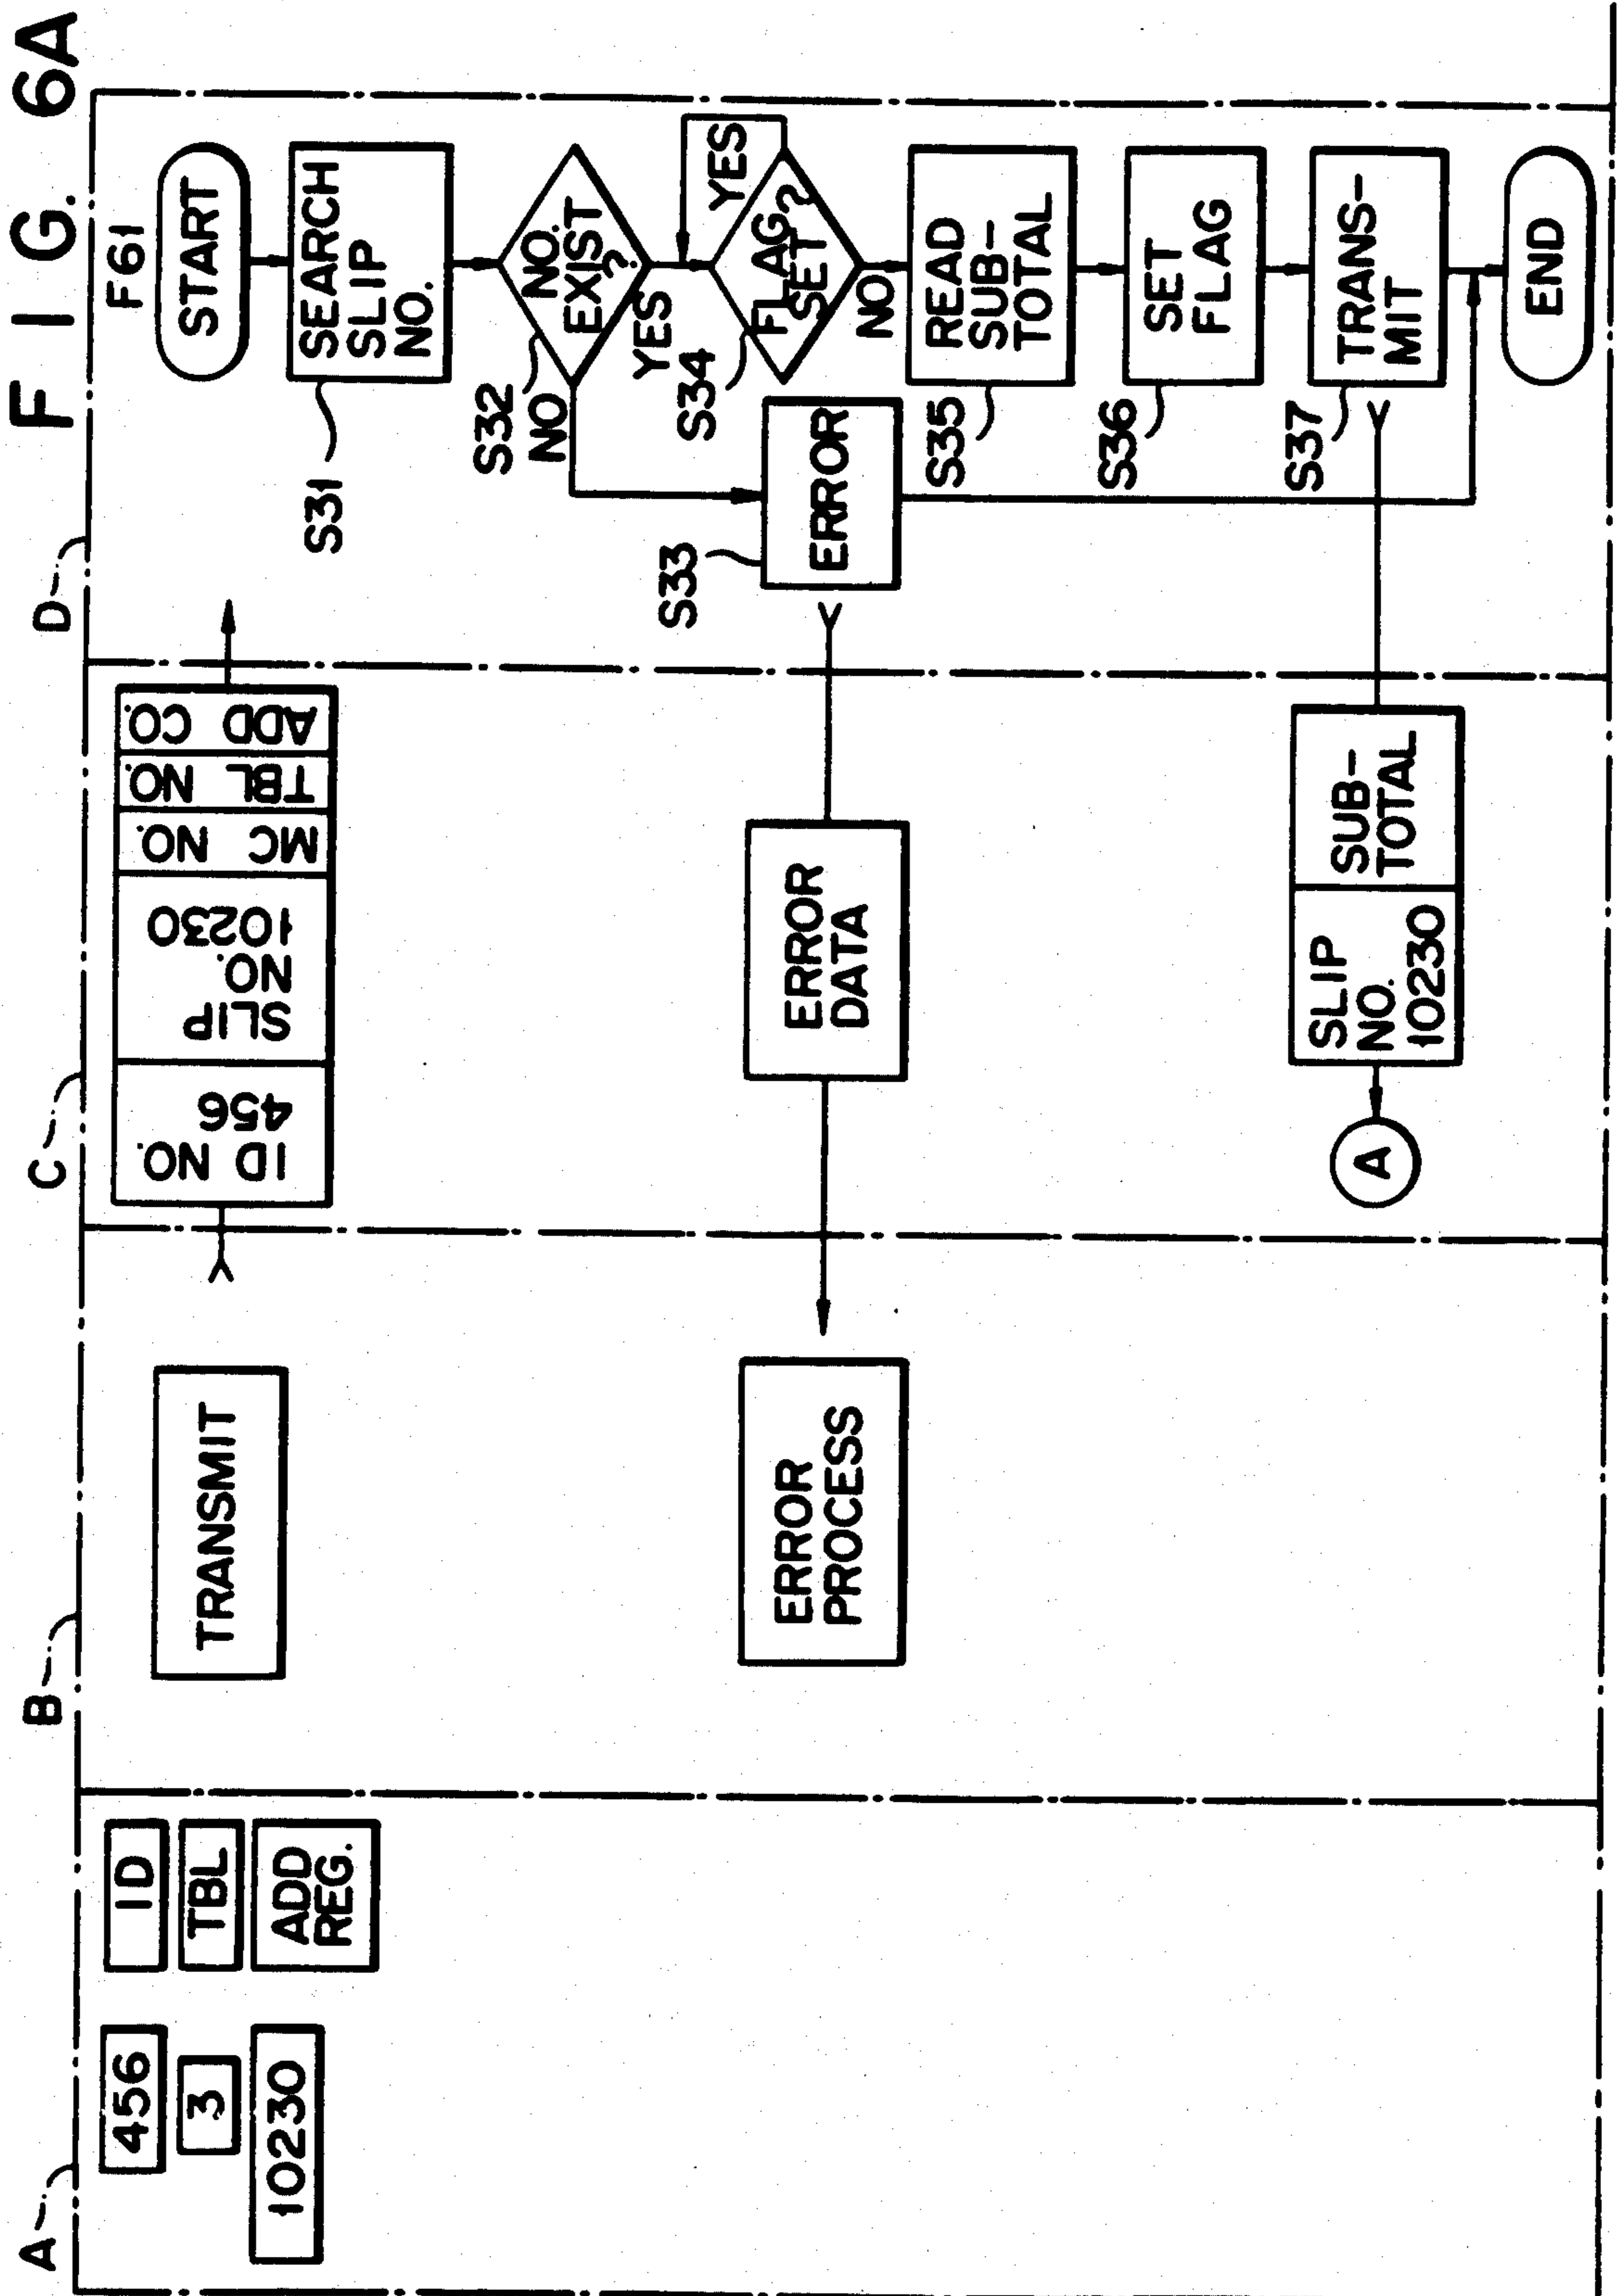 FIG. 6A
A
B
C
D
456
ID
3
TBL
10230
ADD
REG.
TRANSMIT
ERROR
PROCESS
ID NO.
456
SLIP
NO.
10230
MC NO.
TBL NO.
ADD CO.
ERROR
DATA
A
SLIP
NO.
10230
SUB-
TOTAL
F61
START
S31
SEARCH
SLIP
NO.
S32
NO.
EXIST
?
NO
YES
S33
ERROR
S34
FLAG
SET?
YES
NO
S35
READ
SUB-
TOTAL
S36
SET
FLAG
S37
TRANS-
MIT
END